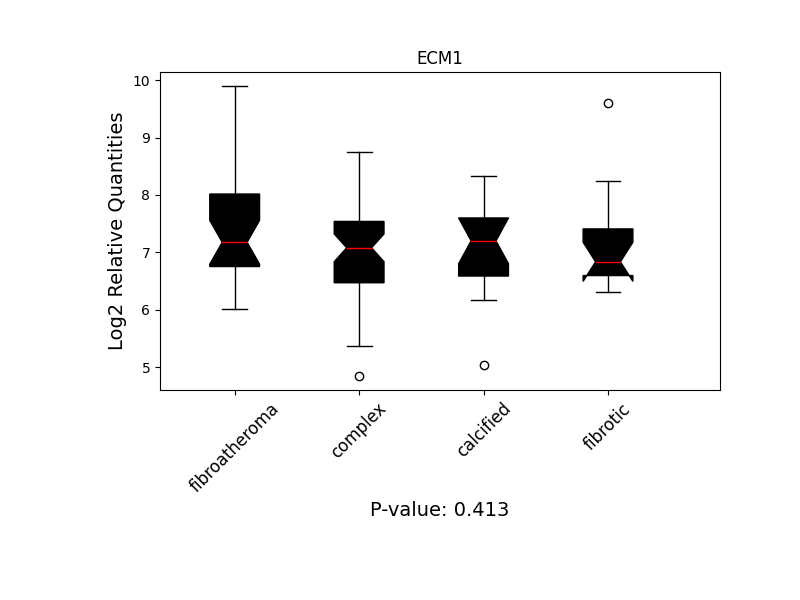 ECM1
Log2 Relative Quantities
10
9
8
7
6
5
fibroatheroma
complex
calcified
fibrotic
P-value: 0.413